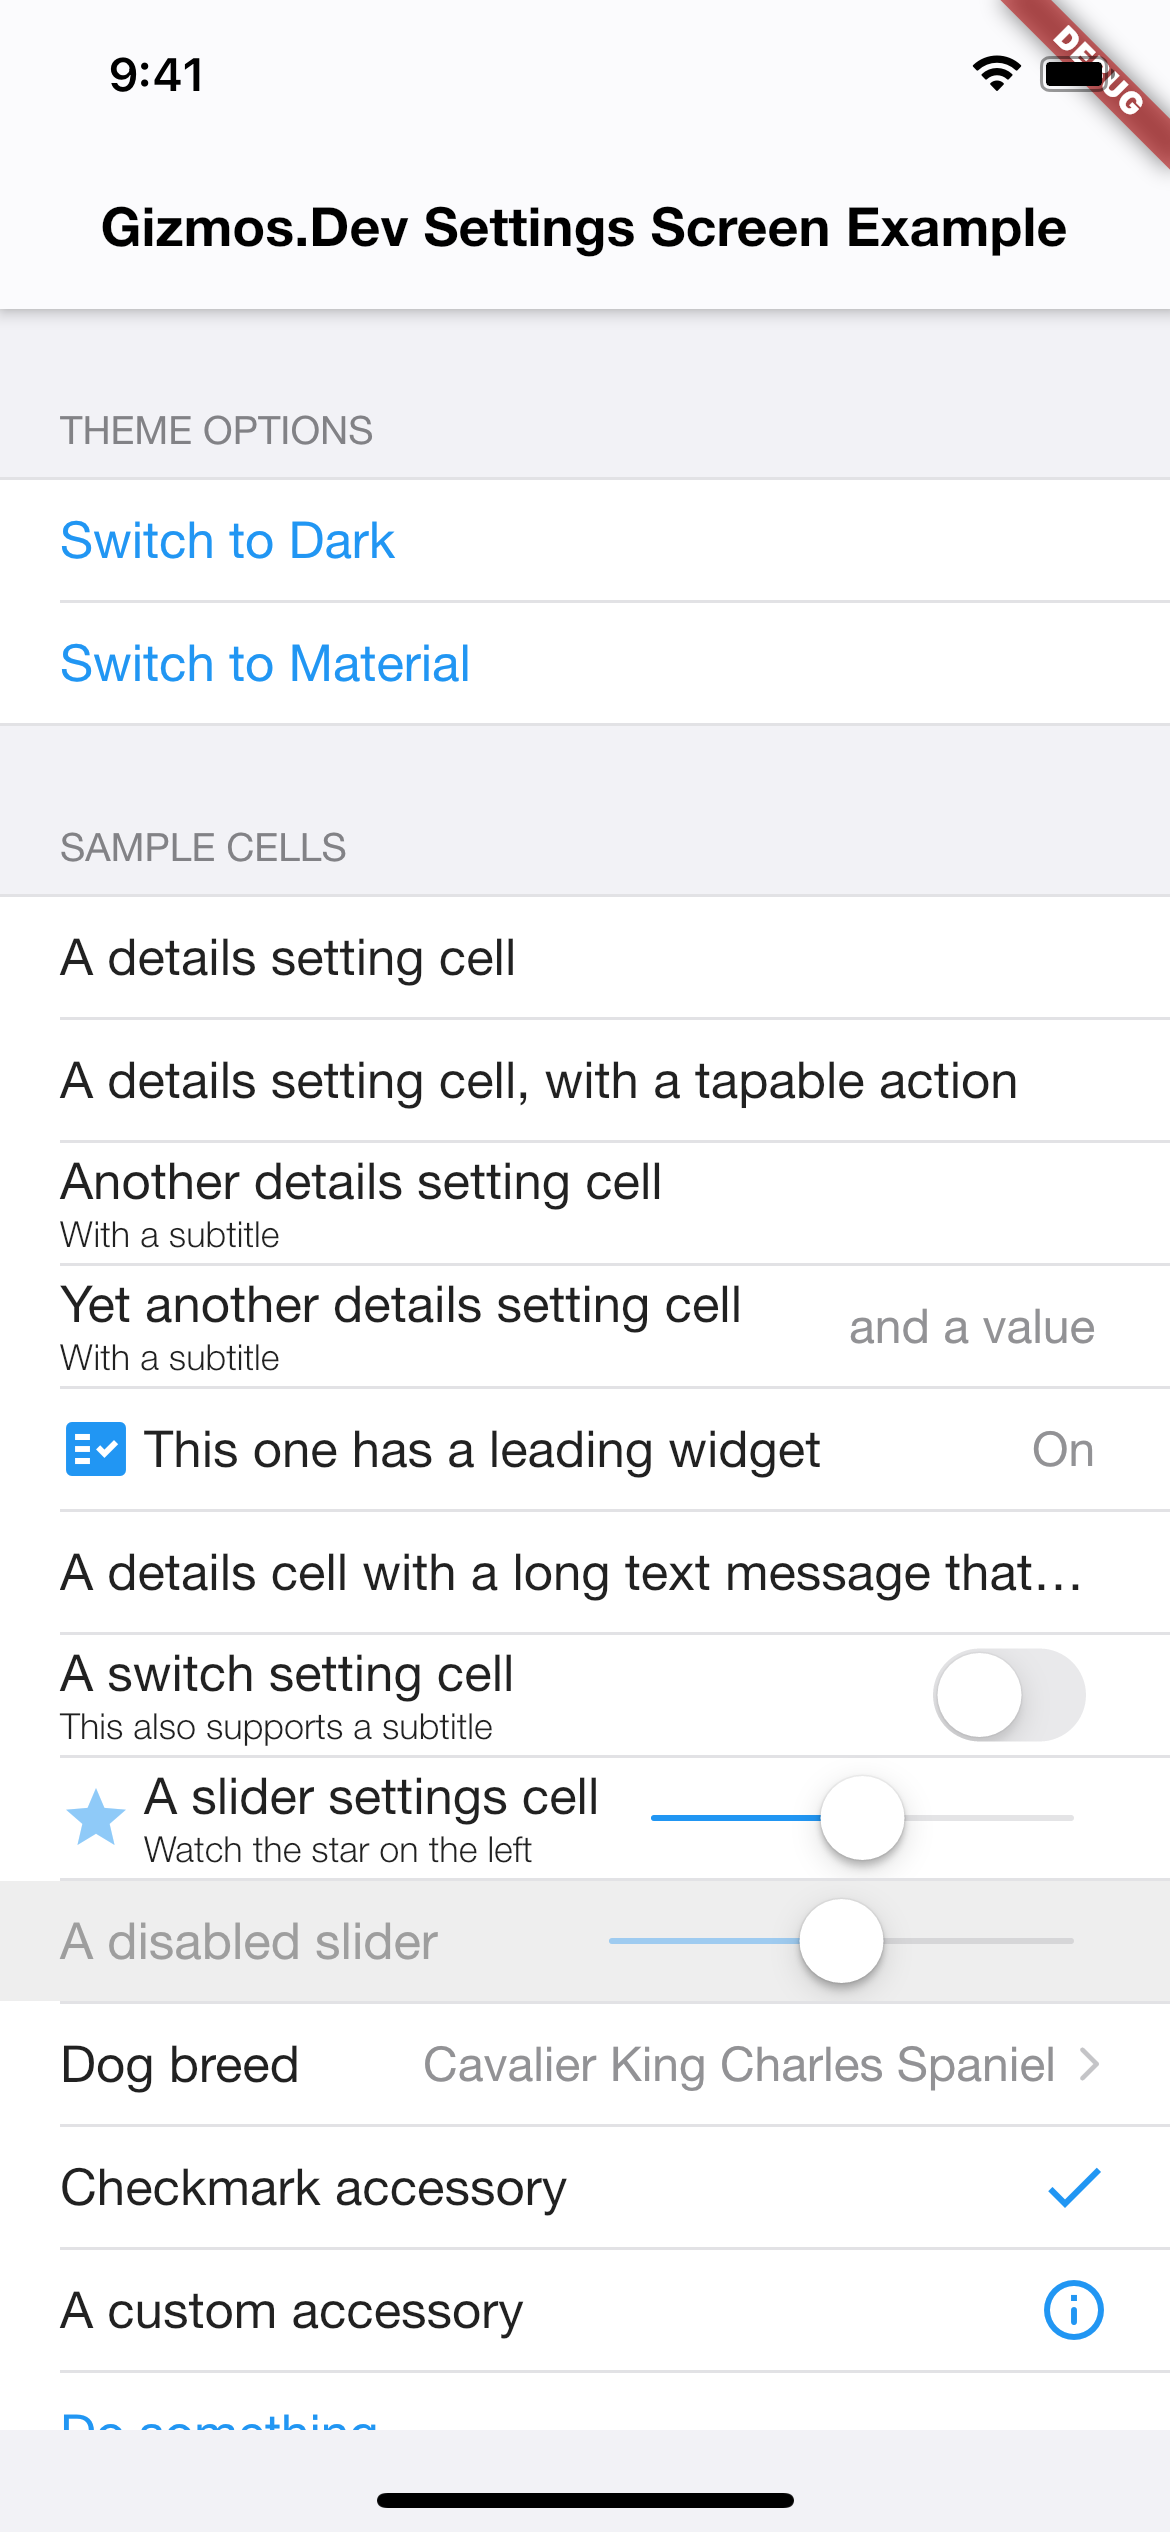 9:41
DEBUG
Gizmos.Dev Settings Screen Example
THEME OPTIONS
Switch to Dark
Switch to Material
SAMPLE CELLS
A details setting cell
A details setting cell, with a tapable action
Another details setting cell
With a subtitle
Yet another details setting cell
With a subtitle
and a value
This one has a leading widget
On
A details cell with a long text message that...
A switch setting cell
This also supports a subtitle
A slider settings cell
Watch the star on the left
A disabled slider
Dog breed
Cavalier King Charles Spaniel
Checkmark accessory
A custom accessory
Do something